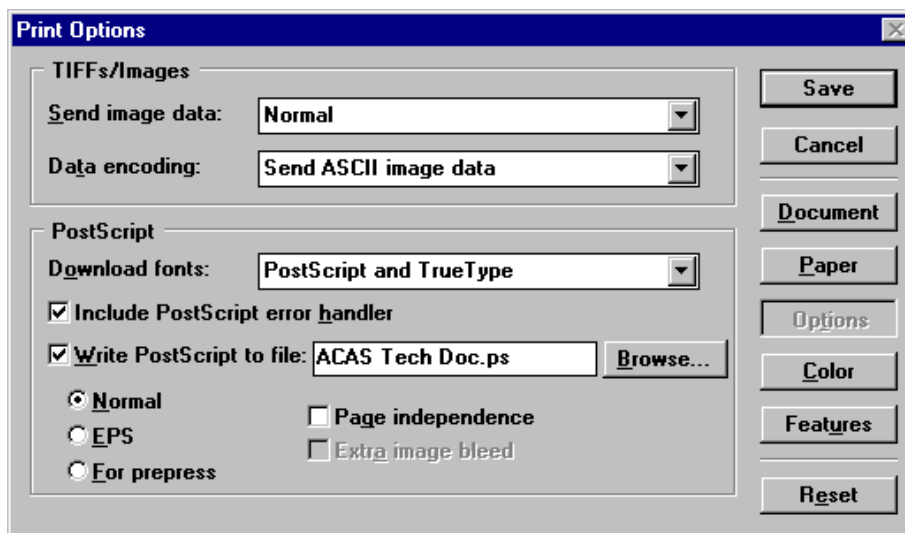 Print Options
TIFFs/Images
Send image data: Normal
Data encoding: Send ASCII image data
PostScript
Download fonts: PostScript and TrueType
Include PostScript error handler
Write PostScript to file: ACAS Tech Doc.ps Browse...
Normal
EPS
For prepress
Page independence
Extra image bleed
Save
Cancel
Document
Paper
Options
Color
Features
Reset